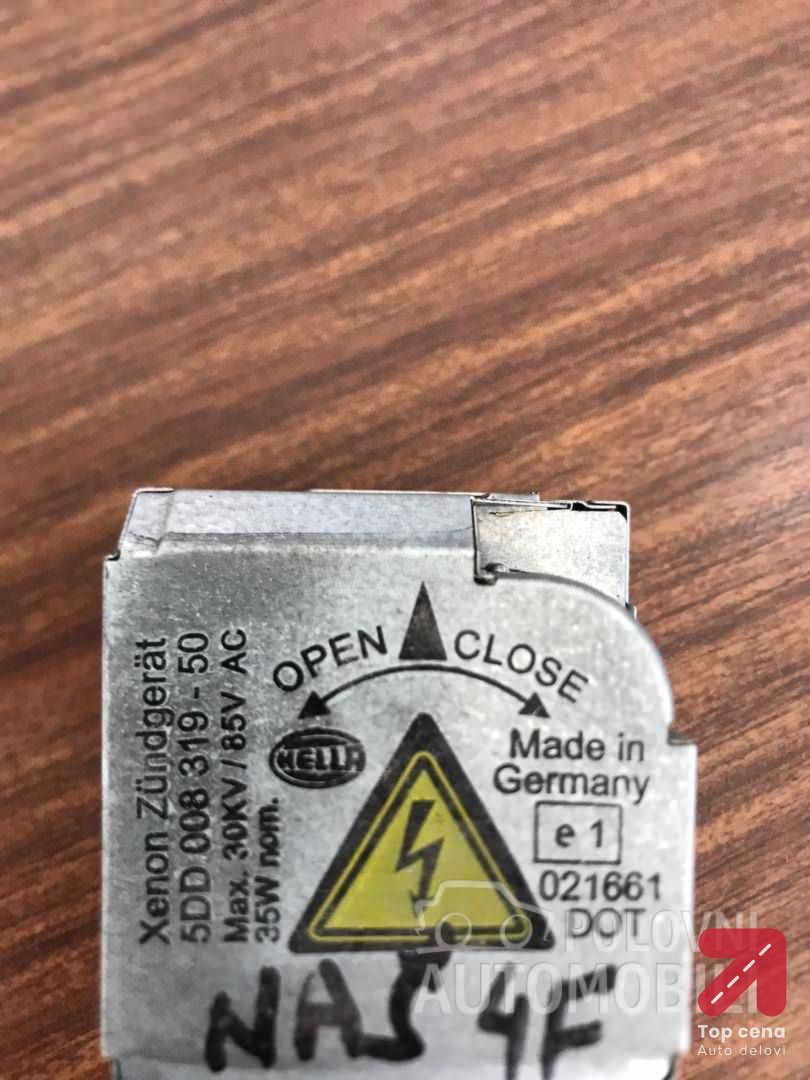 Xenon Zündgerät
5DD 008 319 - 50
Max. 30KV / 85V AC
35W nom.
OPEN CLOSE
HELLA
Made in
Germany
e 1
021661
DOT
NAS 4F
POLOVNI
AUTOMOBILI
Top cena
Auto delovi